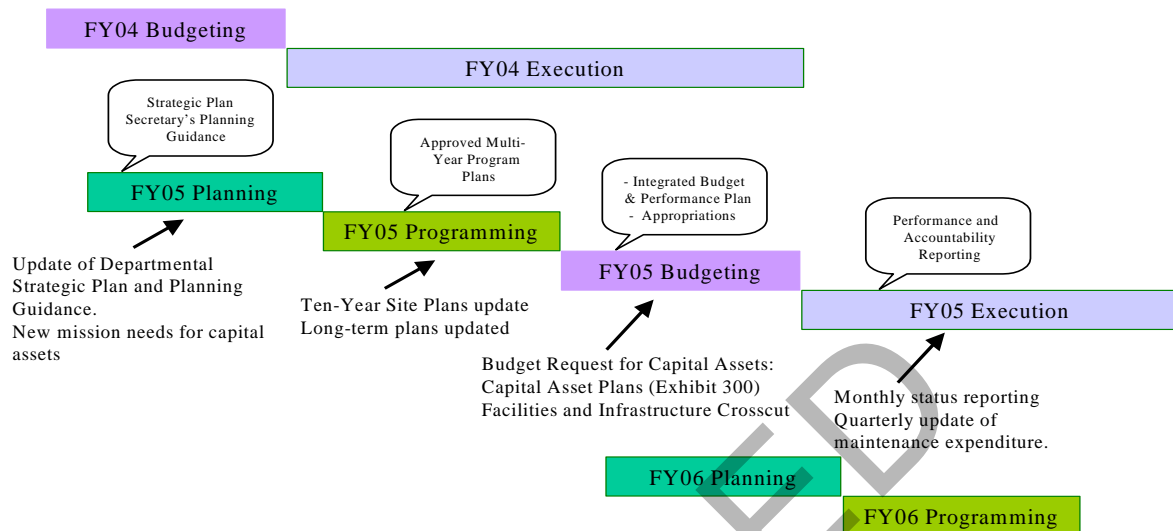 FY04 Budgeting
FY04 Execution
Strategic Plan
Secretary's Planning
Guidance
Approved Multi-
Year Program
Plans
FY05 Planning
- Integrated Budget
& Performance Plan
- Appropriations
FY05 Programming
Performance and
Accountability
Reporting
FY05 Budgeting
Update of Departmental
Strategic Plan and Planning
Guidance.
New mission needs for capital
assets
Ten-Year Site Plans update
Long-term plans updated
FY05 Execution
Budget Request for Capital Assets:
Capital Asset Plans (Exhibit 300)
Facilities and Infrastructure Crosscut
Monthly status reporting
Quarterly update of
maintenance expenditure.
FY06 Planning
FY06 Programming
ED